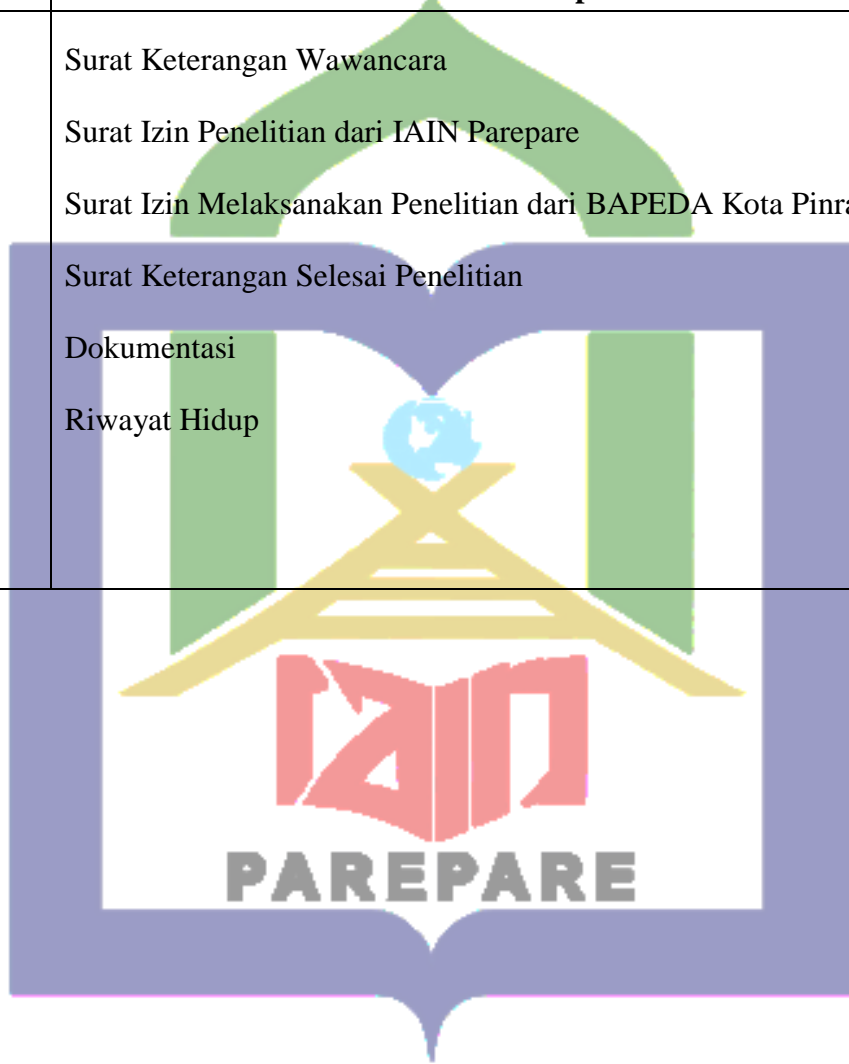 Surat Keterangan Wawancara
Surat Izin Penelitian dari IAIN Parepare
Surat Izin Melaksanakan Penelitian dari BAPEDA Kota
Surat Keterangan Selesai Penelitian
Dokumentasi
Riwayat Hidup
iain
PAREPARE